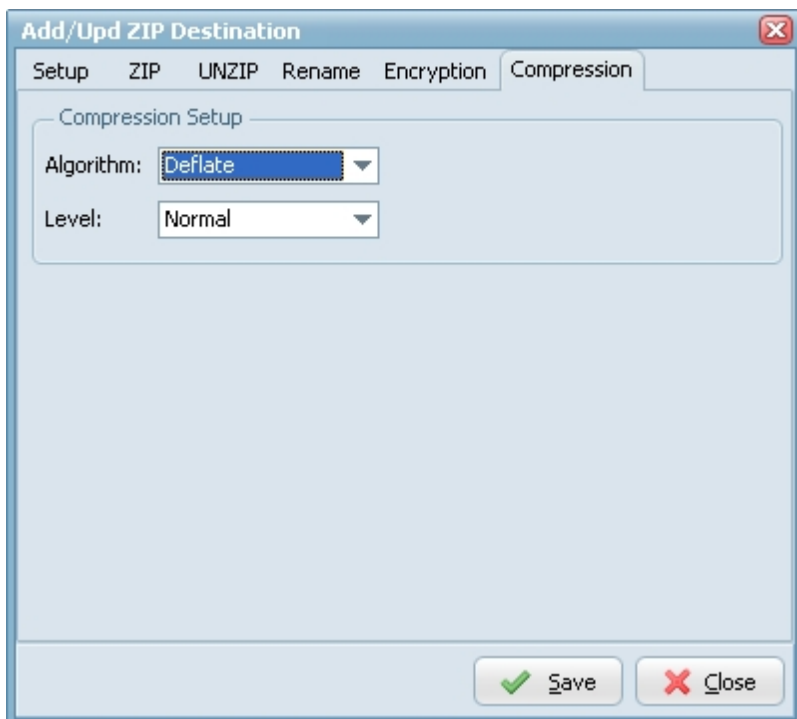 Add/Upd ZIP Destination
Setup ZIP UNZIP Rename Encryption Compression
Compression Setup
Algorithm: Deflate
Level: Normal
Save Close